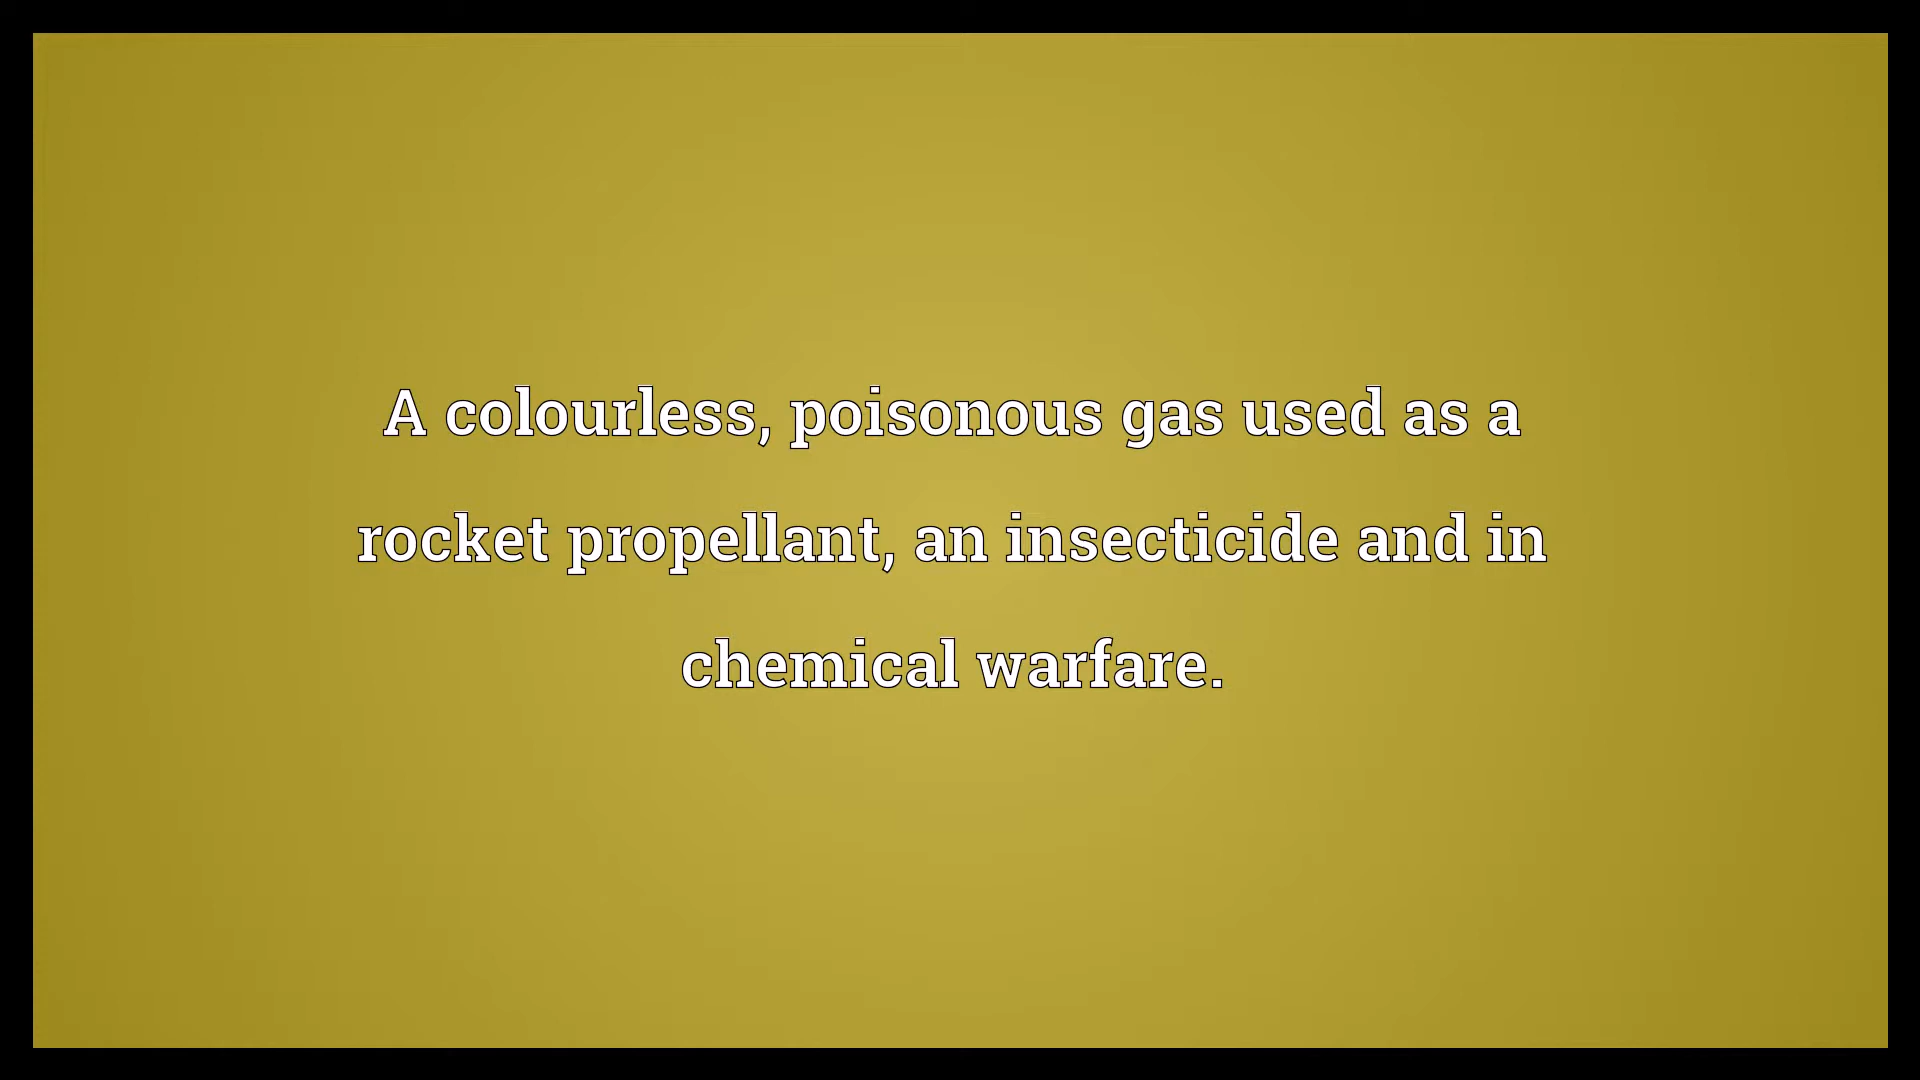 A colourless, poisonous gas used as a
rocket propellant, an insecticide and in
chemical warfare.